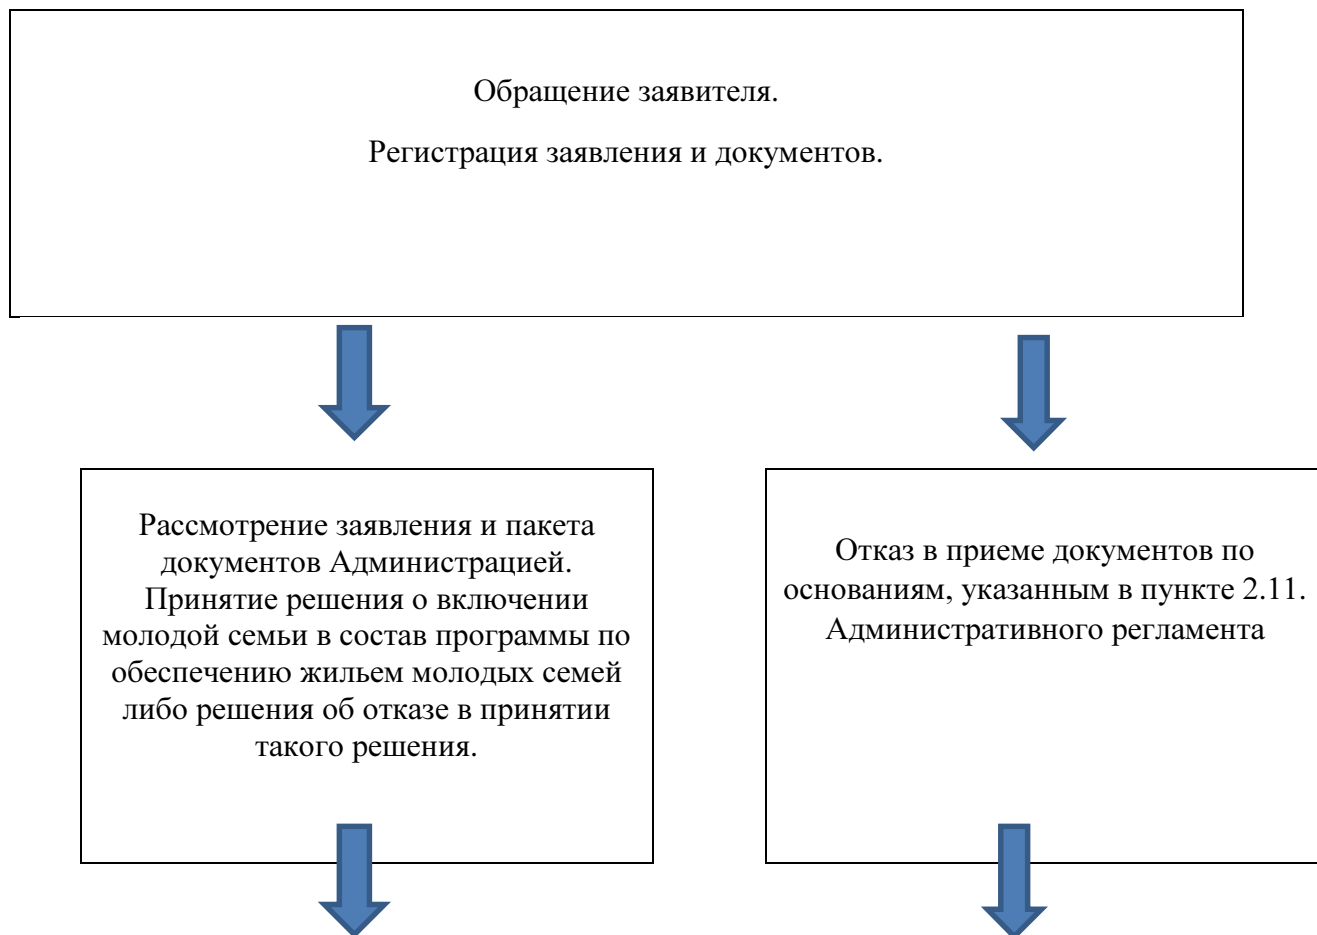 Обращение заявителя.
Регистрация заявления и документов.
Рассмотрение заявления и пакета
документов Администрацией.
Принятие решения о включении
молодой семьи в состав программы по
обеспечению жильем молодых семей
либо решения об отказе в принятии
такого решения.
Отказ в приеме документов по
основаниям, указанным в пункте 2.11.
Административного регламента